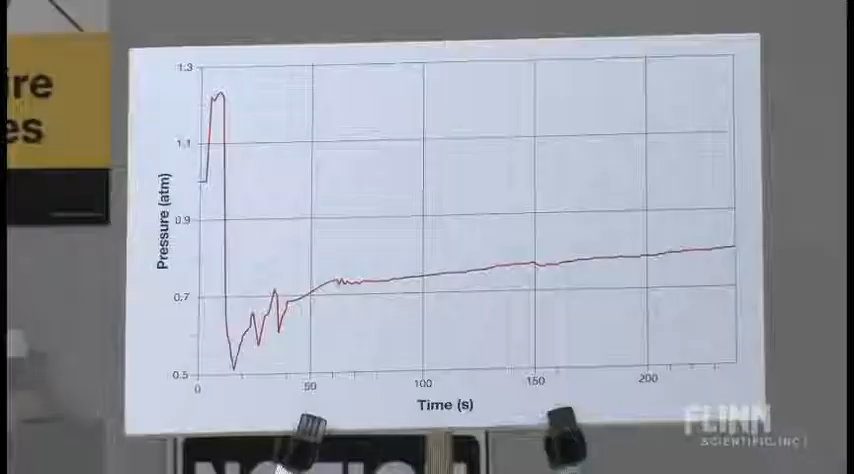 ire
es
1.3
1.1
0.9
0.7
0.5
Pressure (atm)
0
50
100
150
200
Time (s)
FLINN
SCIENTIFIC, INC.